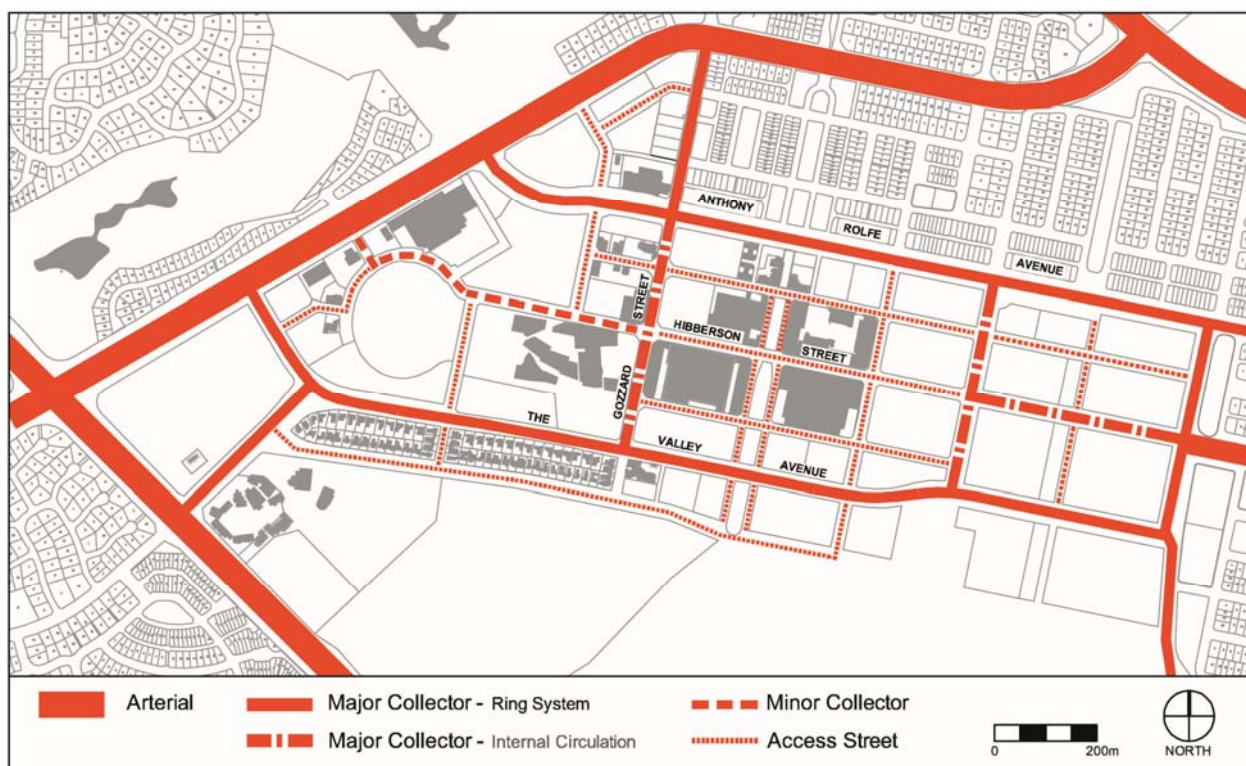 ANTHONY
ROLFE
AVENUE
STREET
HIBBERSON
STREET
GOZZARD
THE
VALLEY
AVENUE
Arterial
Major Collector - Ring System
Minor Collector
Major Collector - Internal Circulation
Access Street
0 200m
NORTH